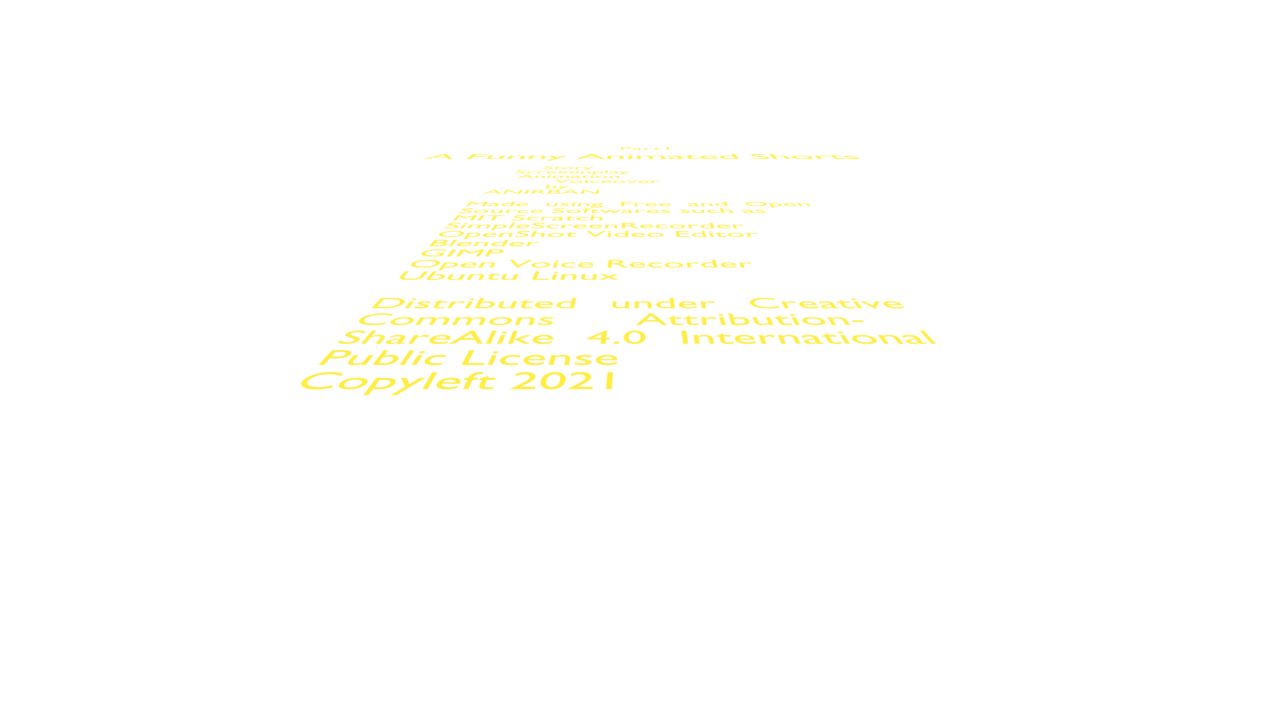 Part I
A Funny Animated Shorts
Story
Screeenplay
Animation
Voiceover
by
ANIRBAN
Made using Free and Open
Source Softwares such as
MIT Scratch
SimpleScreenRecorder
OpenShot Video Editor
Blender
GIMP
Open Voice Recorder
Ubuntu Linux
Distributed under Creative
Commons Attribution-
ShareAlike 4.0 International
Public License
Copyleft 2021